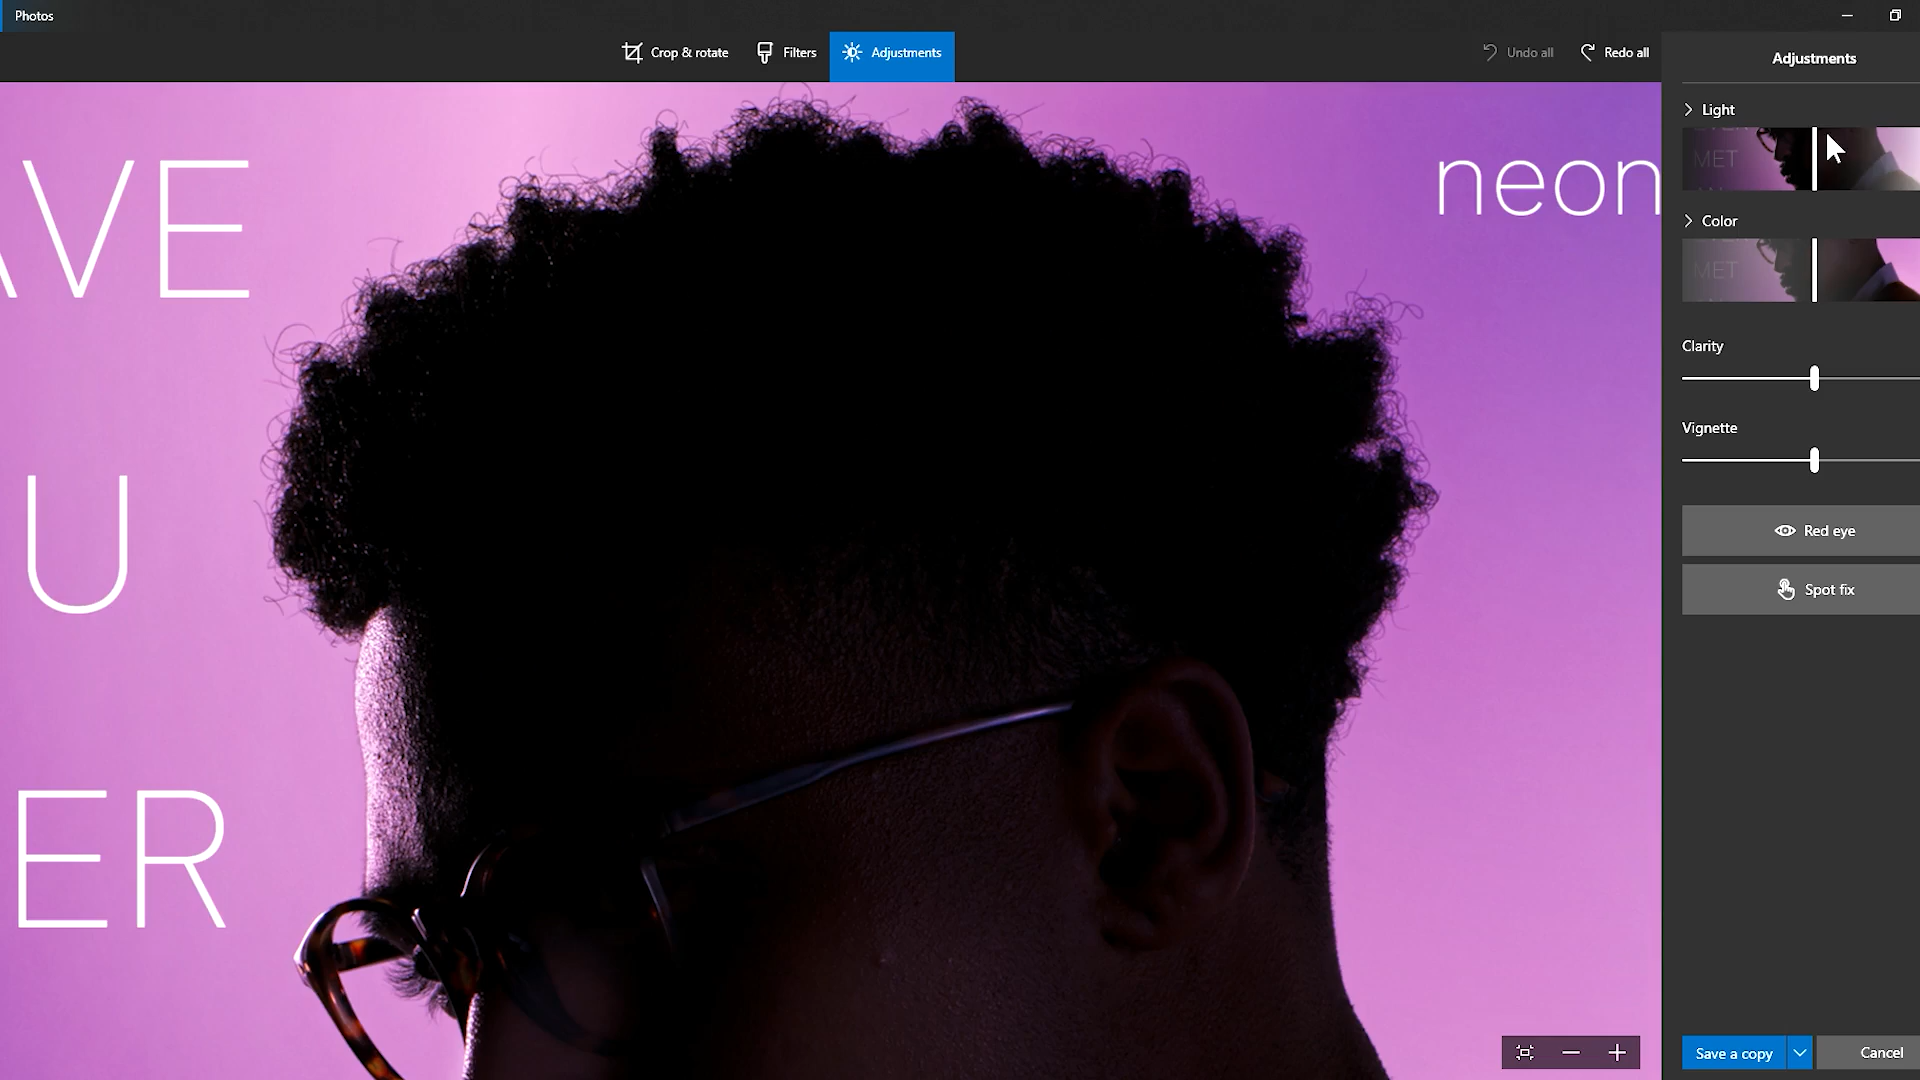 Photos
Crop & rotate
Filters
Adjustments
Undo all
Redo all
Adjustments
Light
MET
Color
MET
Clarity
Vignette
Red eye
Spot fix
Save a copy
Cancel
AVE
neon
U
ER